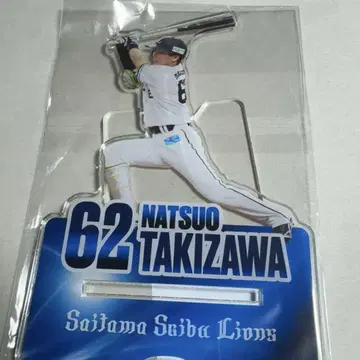 62 NATSUO
TAKIZAWA
Saitama Seibu Lions